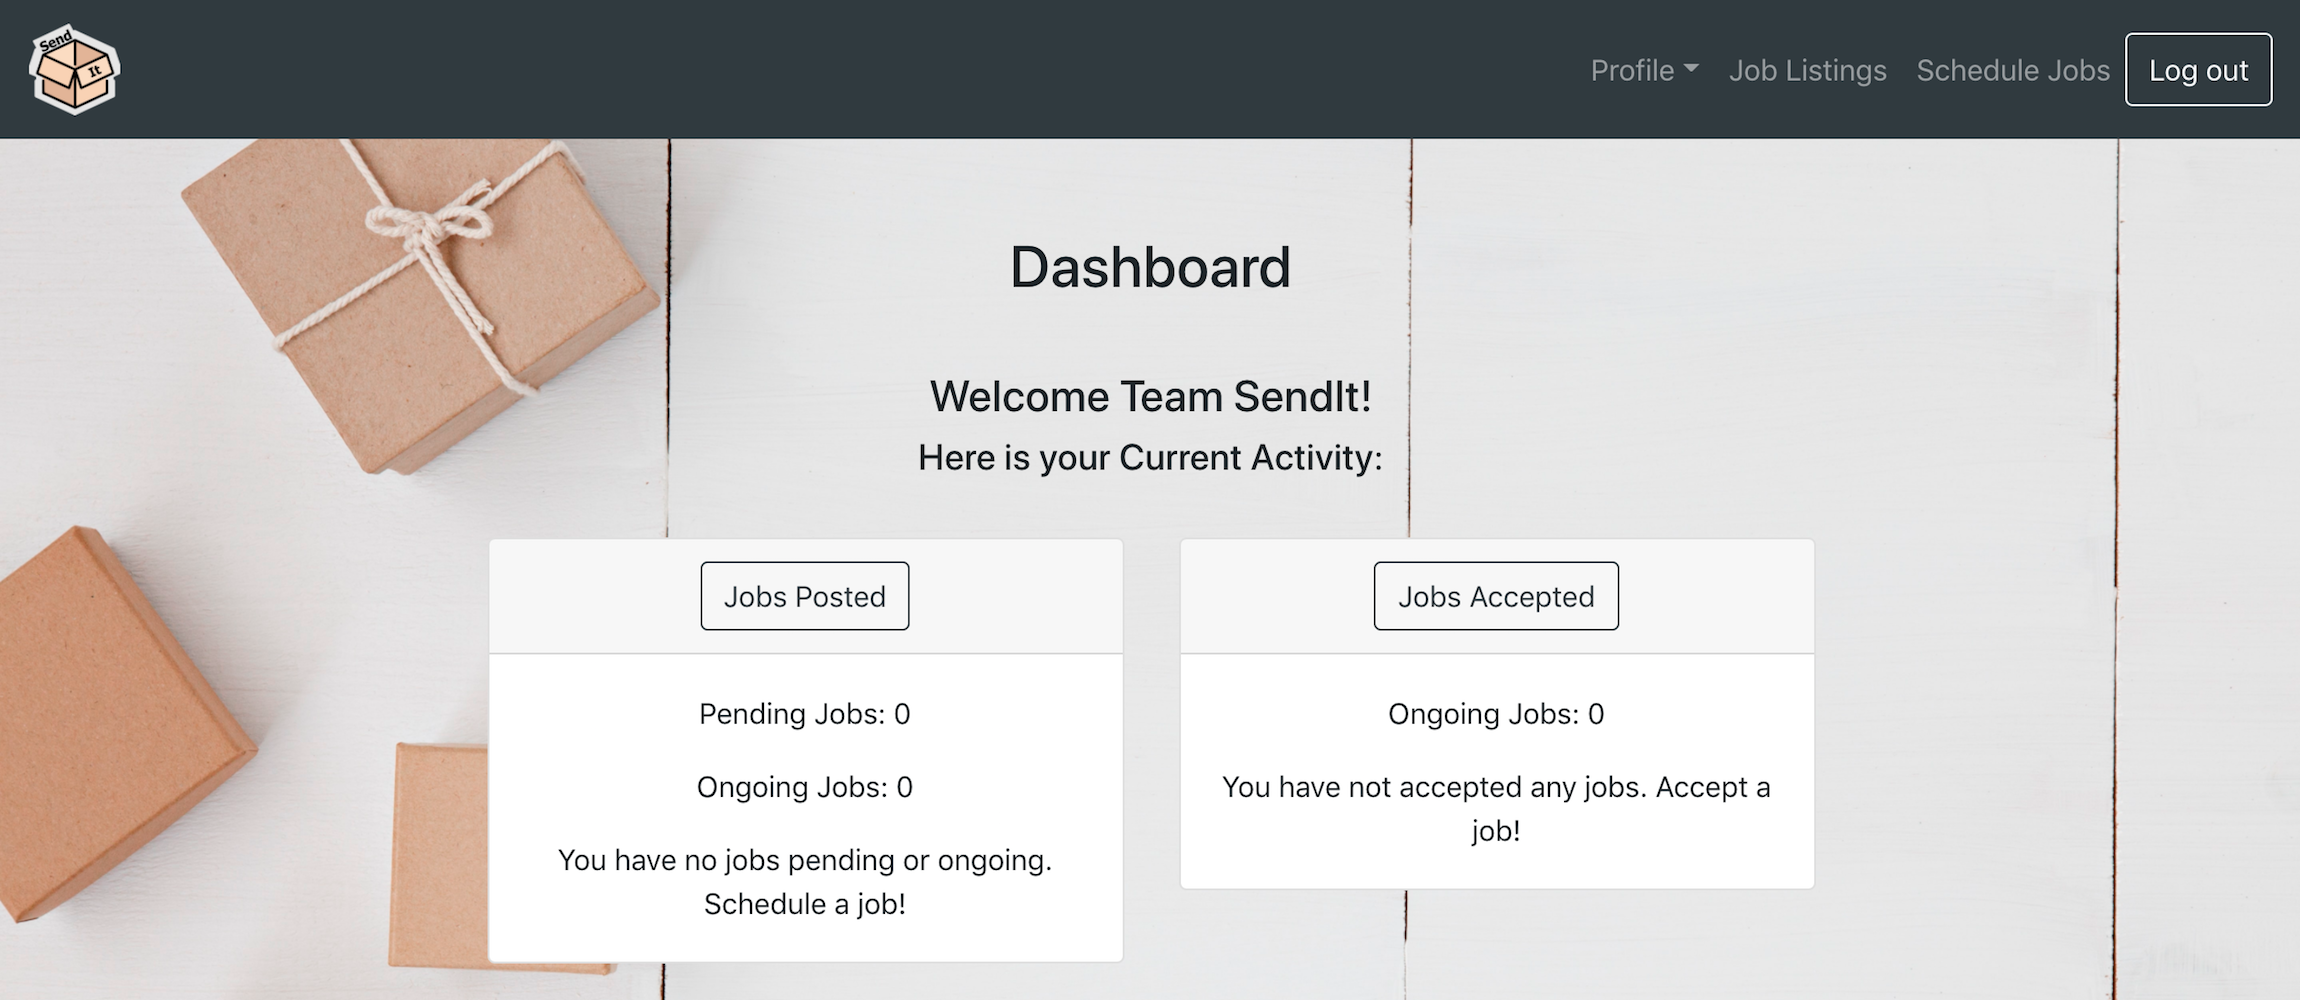 Send
It
Profile
Job Listings
Schedule Jobs
Log out
Dashboard
Welcome Team SendIt!
Here is your Current Activity:
Jobs Posted
Pending Jobs: 0
Ongoing Jobs: 0
You have no jobs pending or ongoing.
Schedule a job!
Jobs Accepted
Ongoing Jobs: 0
You have not accepted any jobs. Accept a
job!